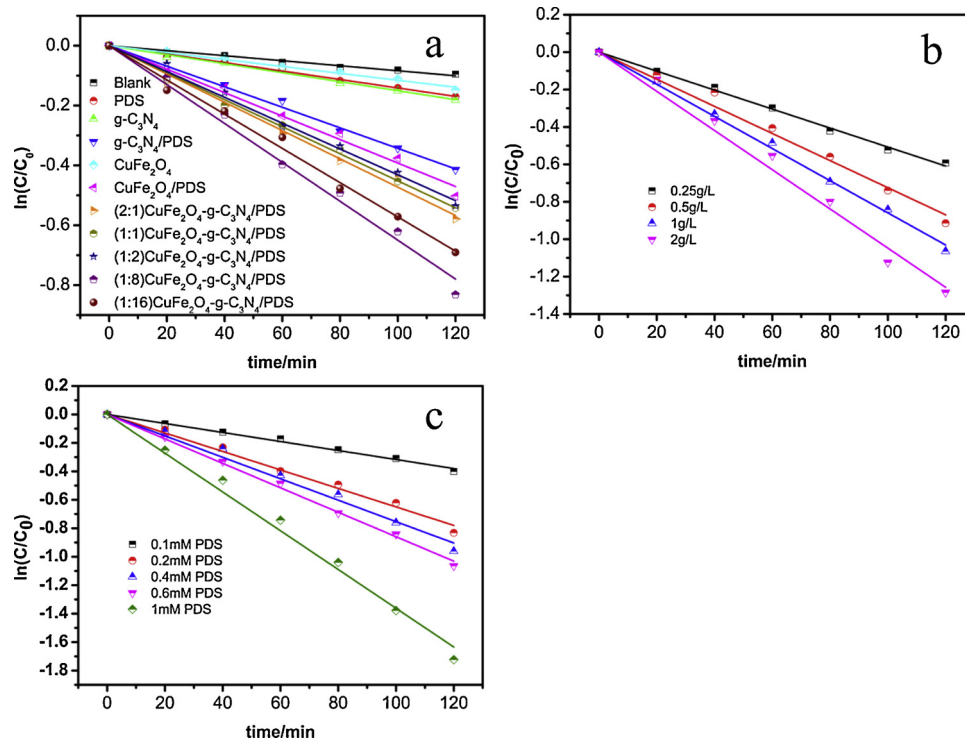 a
ln(C/C₀)
0.0
-0.2
-0.4
-0.6
-0.8
Blank
PDS
g-C₃N₄
g-C₃N₄/PDS
CuFe₂O₄
CuFe₂O₄/PDS
(2:1)CuFe₂O₄-g-C₃N₄/PDS
(1:1)CuFe₂O₄-g-C₃N₄/PDS
(1:2)CuFe₂O₄-g-C₃N₄/PDS
(1:8)CuFe₂O₄-g-C₃N₄/PDS
(1:16)CuFe₂O₄-g-C₃N₄/PDS
0 20 40 60 80 100 120
time/min
b
ln(C/C₀)
0.2
0.0
-0.2
-0.4
-0.6
-0.8
-1.0
-1.2
-1.4
0.25g/L
0.5g/L
1g/L
2g/L
0 20 40 60 80 100 120
time/min
c
ln(C/C₀)
0.2
0.0
-0.2
-0.4
-0.6
-0.8
-1.0
-1.2
-1.4
-1.6
-1.8
0.1mM PDS
0.2mM PDS
0.4mM PDS
0.6mM PDS
1mM PDS
0 20 40 60 80 100 120
time/min